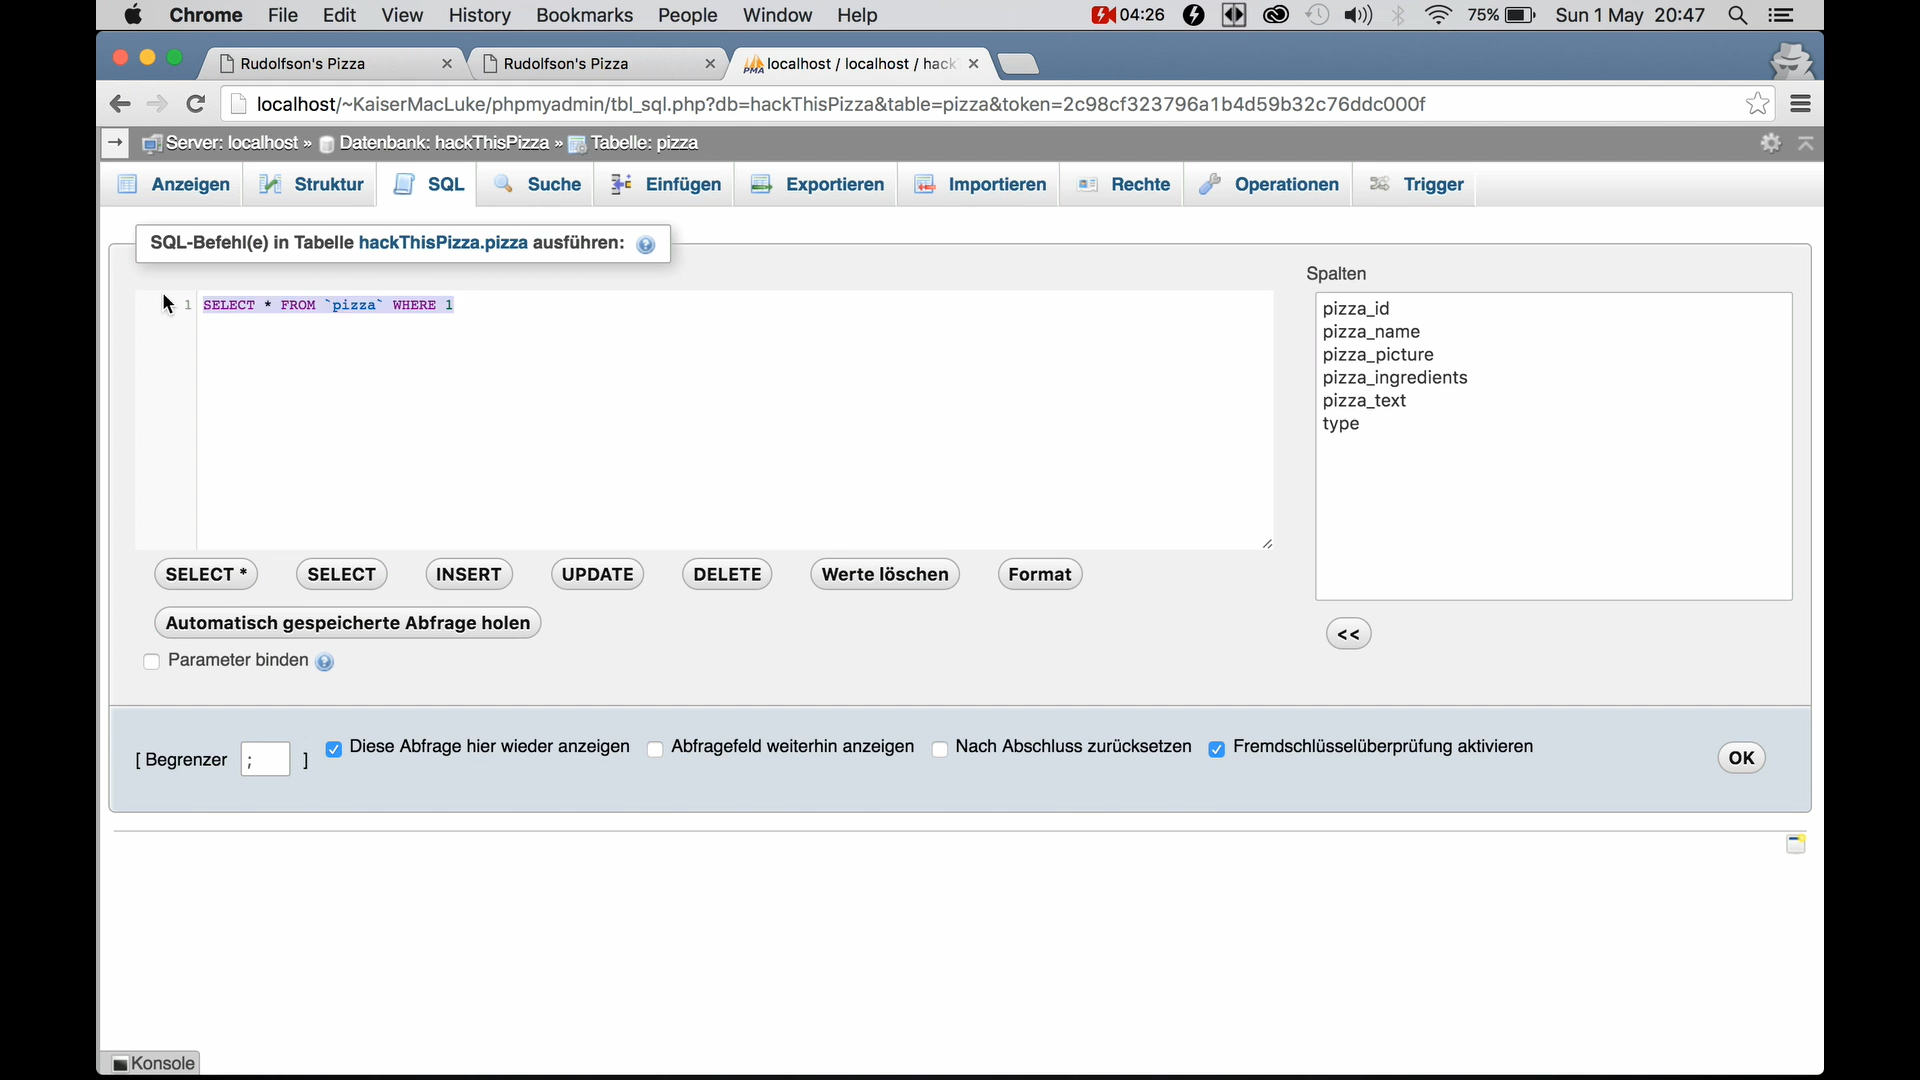 Chrome File Edit View History Bookmarks People Window Help 04:26 75% Sun 1 May 20:47
Rudolfson's Pizza × Rudolfson's Pizza × PMA localhost / localhost / hack ×
localhost/~KaiserMacLuke/phpmyadmin/tbl_sql.php?db=hackThisPizza&table=pizza&token=2c98cf323796a1b4d59b32c76ddc000f
Server: localhost » Datenbank: hackThisPizza » Tabelle: pizza
Anzeigen Struktur SQL Suche Einfügen Exportieren Importieren Rechte Operationen Trigger
SQL-Befehl(e) in Tabelle hackThisPizza.pizza ausführen:
1 SELECT * FROM `pizza` WHERE 1
Spalten
pizza_id
pizza_name
pizza_picture
pizza_ingredients
pizza_text
type
SELECT * SELECT INSERT UPDATE DELETE Werte löschen Format
Automatisch gespeicherte Abfrage holen
<<
Parameter binden
[ Begrenzer ; ] Diese Abfrage hier wieder anzeigen Abfragefeld weiterhin anzeigen Nach Abschluss zurücksetzen Fremdschlüsselüberprüfung aktivieren OK
Konsole